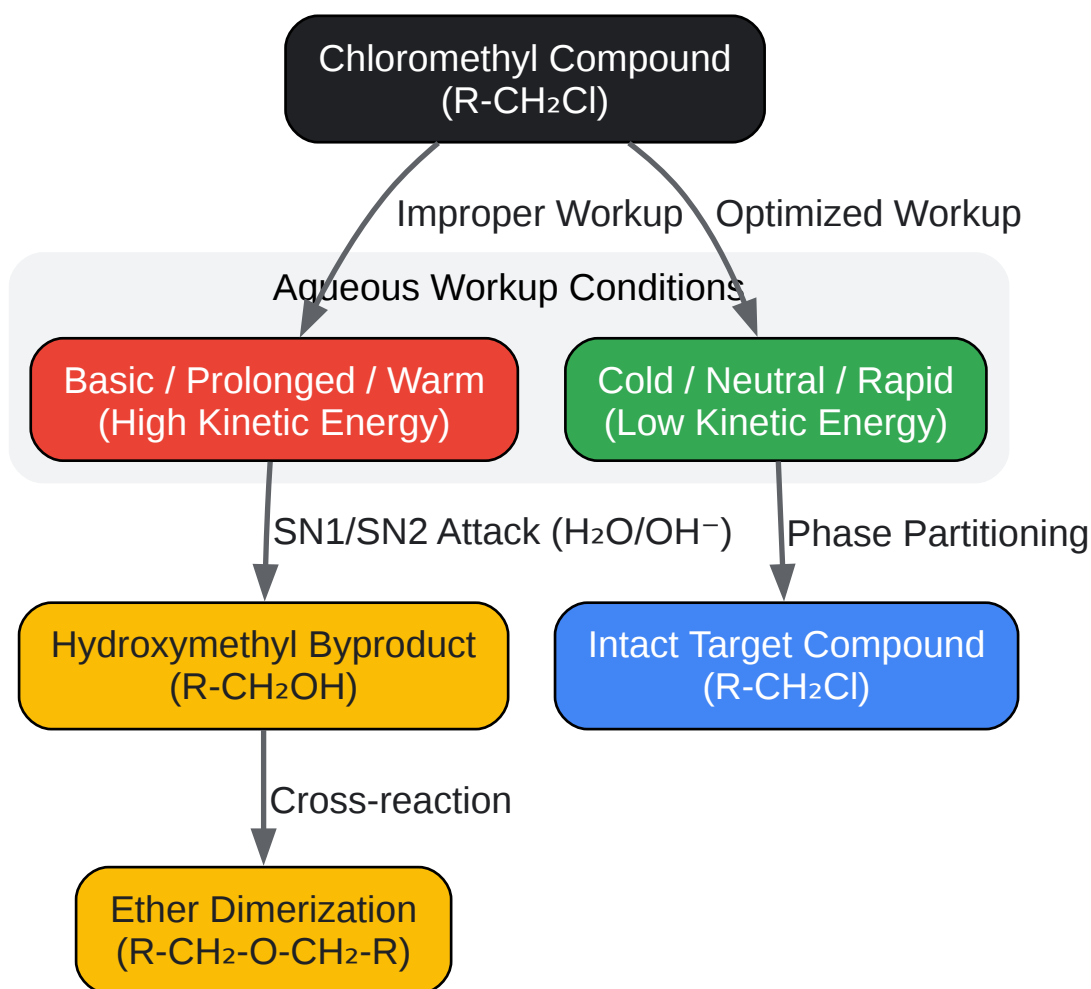 Chloromethyl Compound
(R-CH₂Cl)
Improper Workup
Optimized Workup
Aqueous Workup Conditions
Basic / Prolonged / Warm
(High Kinetic Energy)
Cold / Neutral / Rapid
(Low Kinetic Energy)
SN1/SN2 Attack (H₂O/OH⁻)
Phase Partitioning
Hydroxymethyl Byproduct
(R-CH₂OH)
Intact Target Compound
(R-CH₂Cl)
Cross-reaction
Ether Dimerization
(R-CH₂-O-CH₂-R)